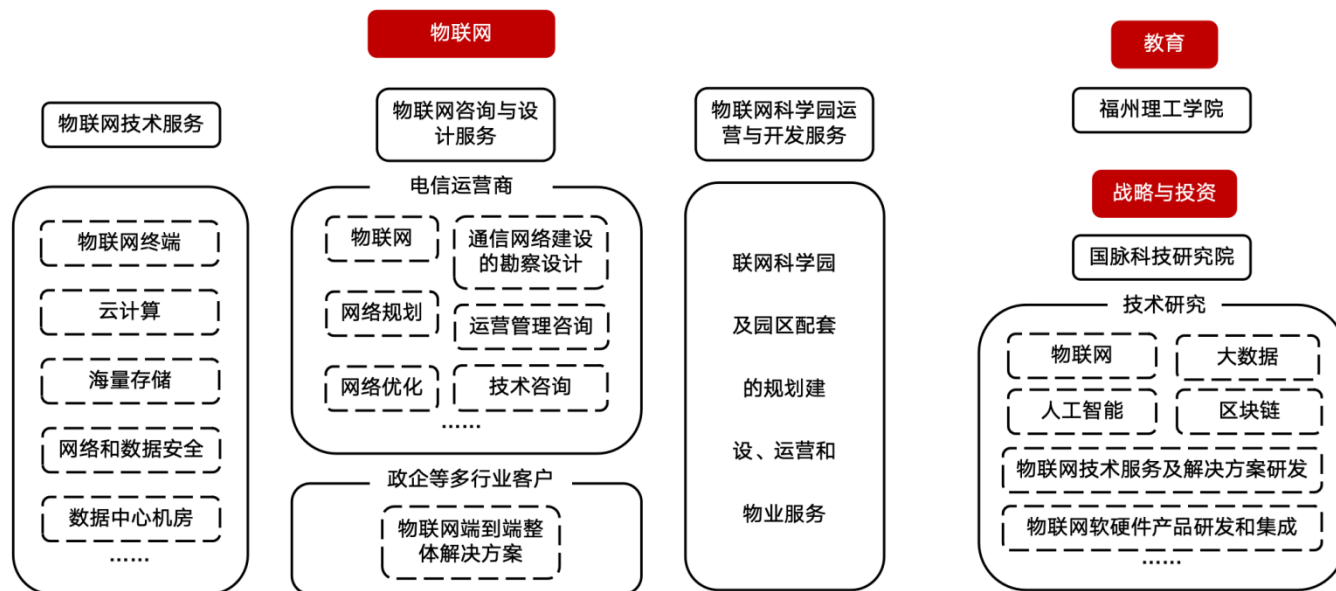 物联网
物联网技术服务
物联网终端
云计算
海量存储
网络和数据安全
数据中心机房
……
物联网咨询与设
计服务
电信运营商
物联网
通信网络建设
的勘察设计
网络规划
运营管理咨询
网络优化
技术咨询
……
政企等多行业客户
物联网端到端整
体解决方案
物联网科学园运
营与开发服务
联网科学园
及园区配套
的规划建
设、运营和
物业服务
教育
福州理工学院
战略与投资
国脉科技研究院
技术研究
物联网
大数据
人工智能
区块链
物联网技术服务及解决方案研发
物联网软硬件产品研发和集成
……